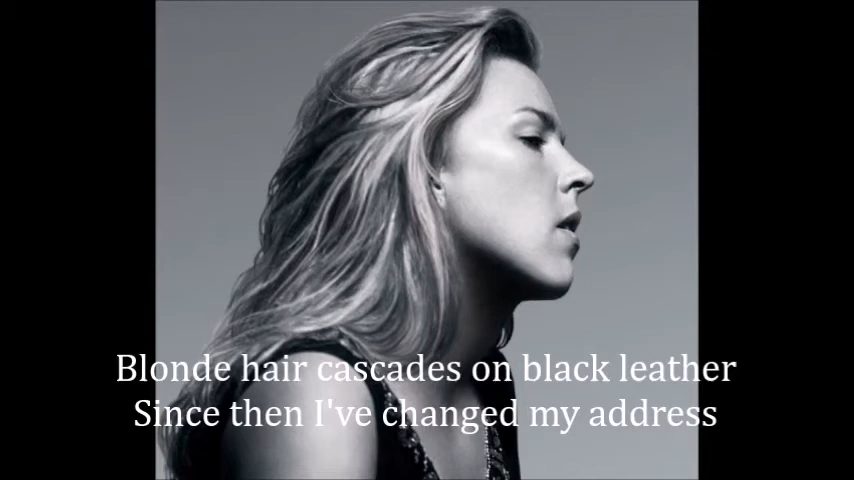 Blonde hair cascades on black leather
Since then I've changed my address